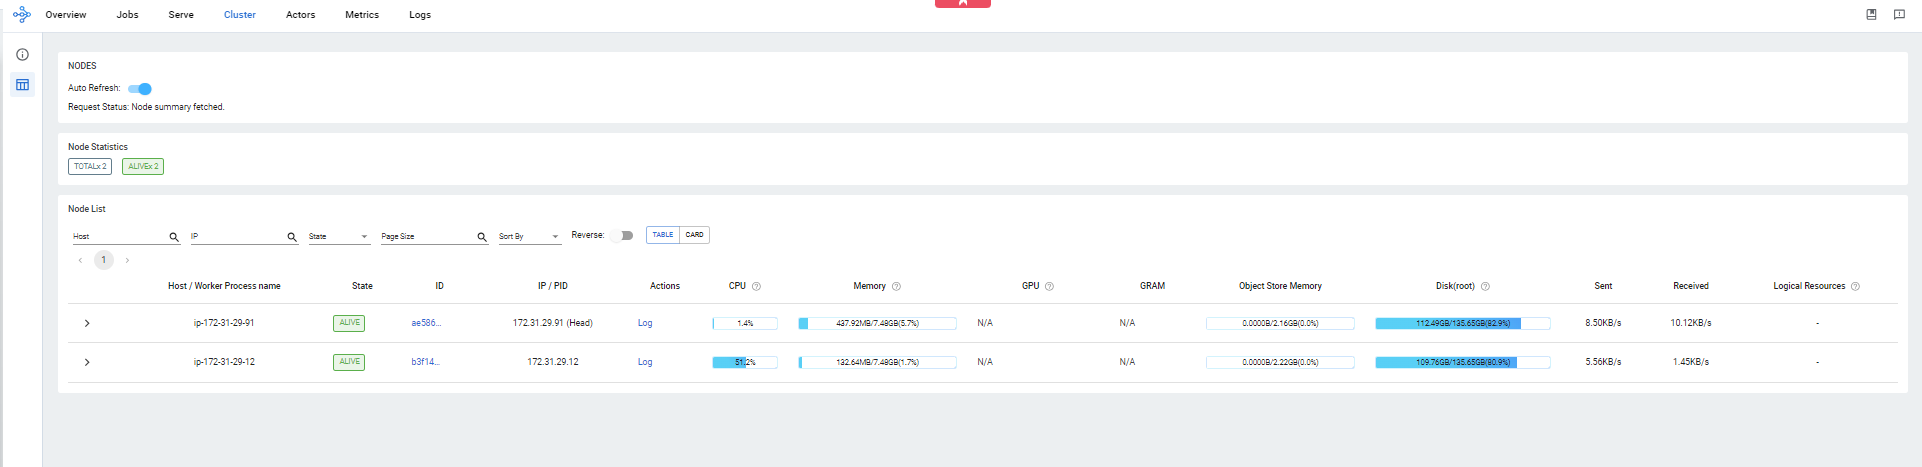 Overview Jobs Serve Cluster Actors Metrics Logs
NODES
Auto Refresh:
Request Status: Node summary fetched.
Node Statistics
TOTALx 2 ALIVEx 2
Node List
Host IP State Page Size Sort By Reverse: TABLE CARD
1
Host / Worker Process name State ID IP / PID Actions CPU Memory GPU GRAM Object Store Memory Disk(root) Sent Received Logical Resources
ip-172-31-29-91 ALIVE ae586... 172.31.29.91 (Head) Log 1.4% 437.92MB/7.48GB(5.7%) N/A N/A 0.0000B/2.16GB(0.0%) 112.49GB/135.65GB(82.9%) 8.50KB/s 10.12KB/s -
ip-172-31-29-12 ALIVE b3f14... 172.31.29.12 Log 51.2% 132.64MB/7.48GB(1.7%) N/A N/A 0.0000B/2.22GB(0.0%) 109.76GB/135.65GB(80.9%) 5.56KB/s 1.45KB/s -